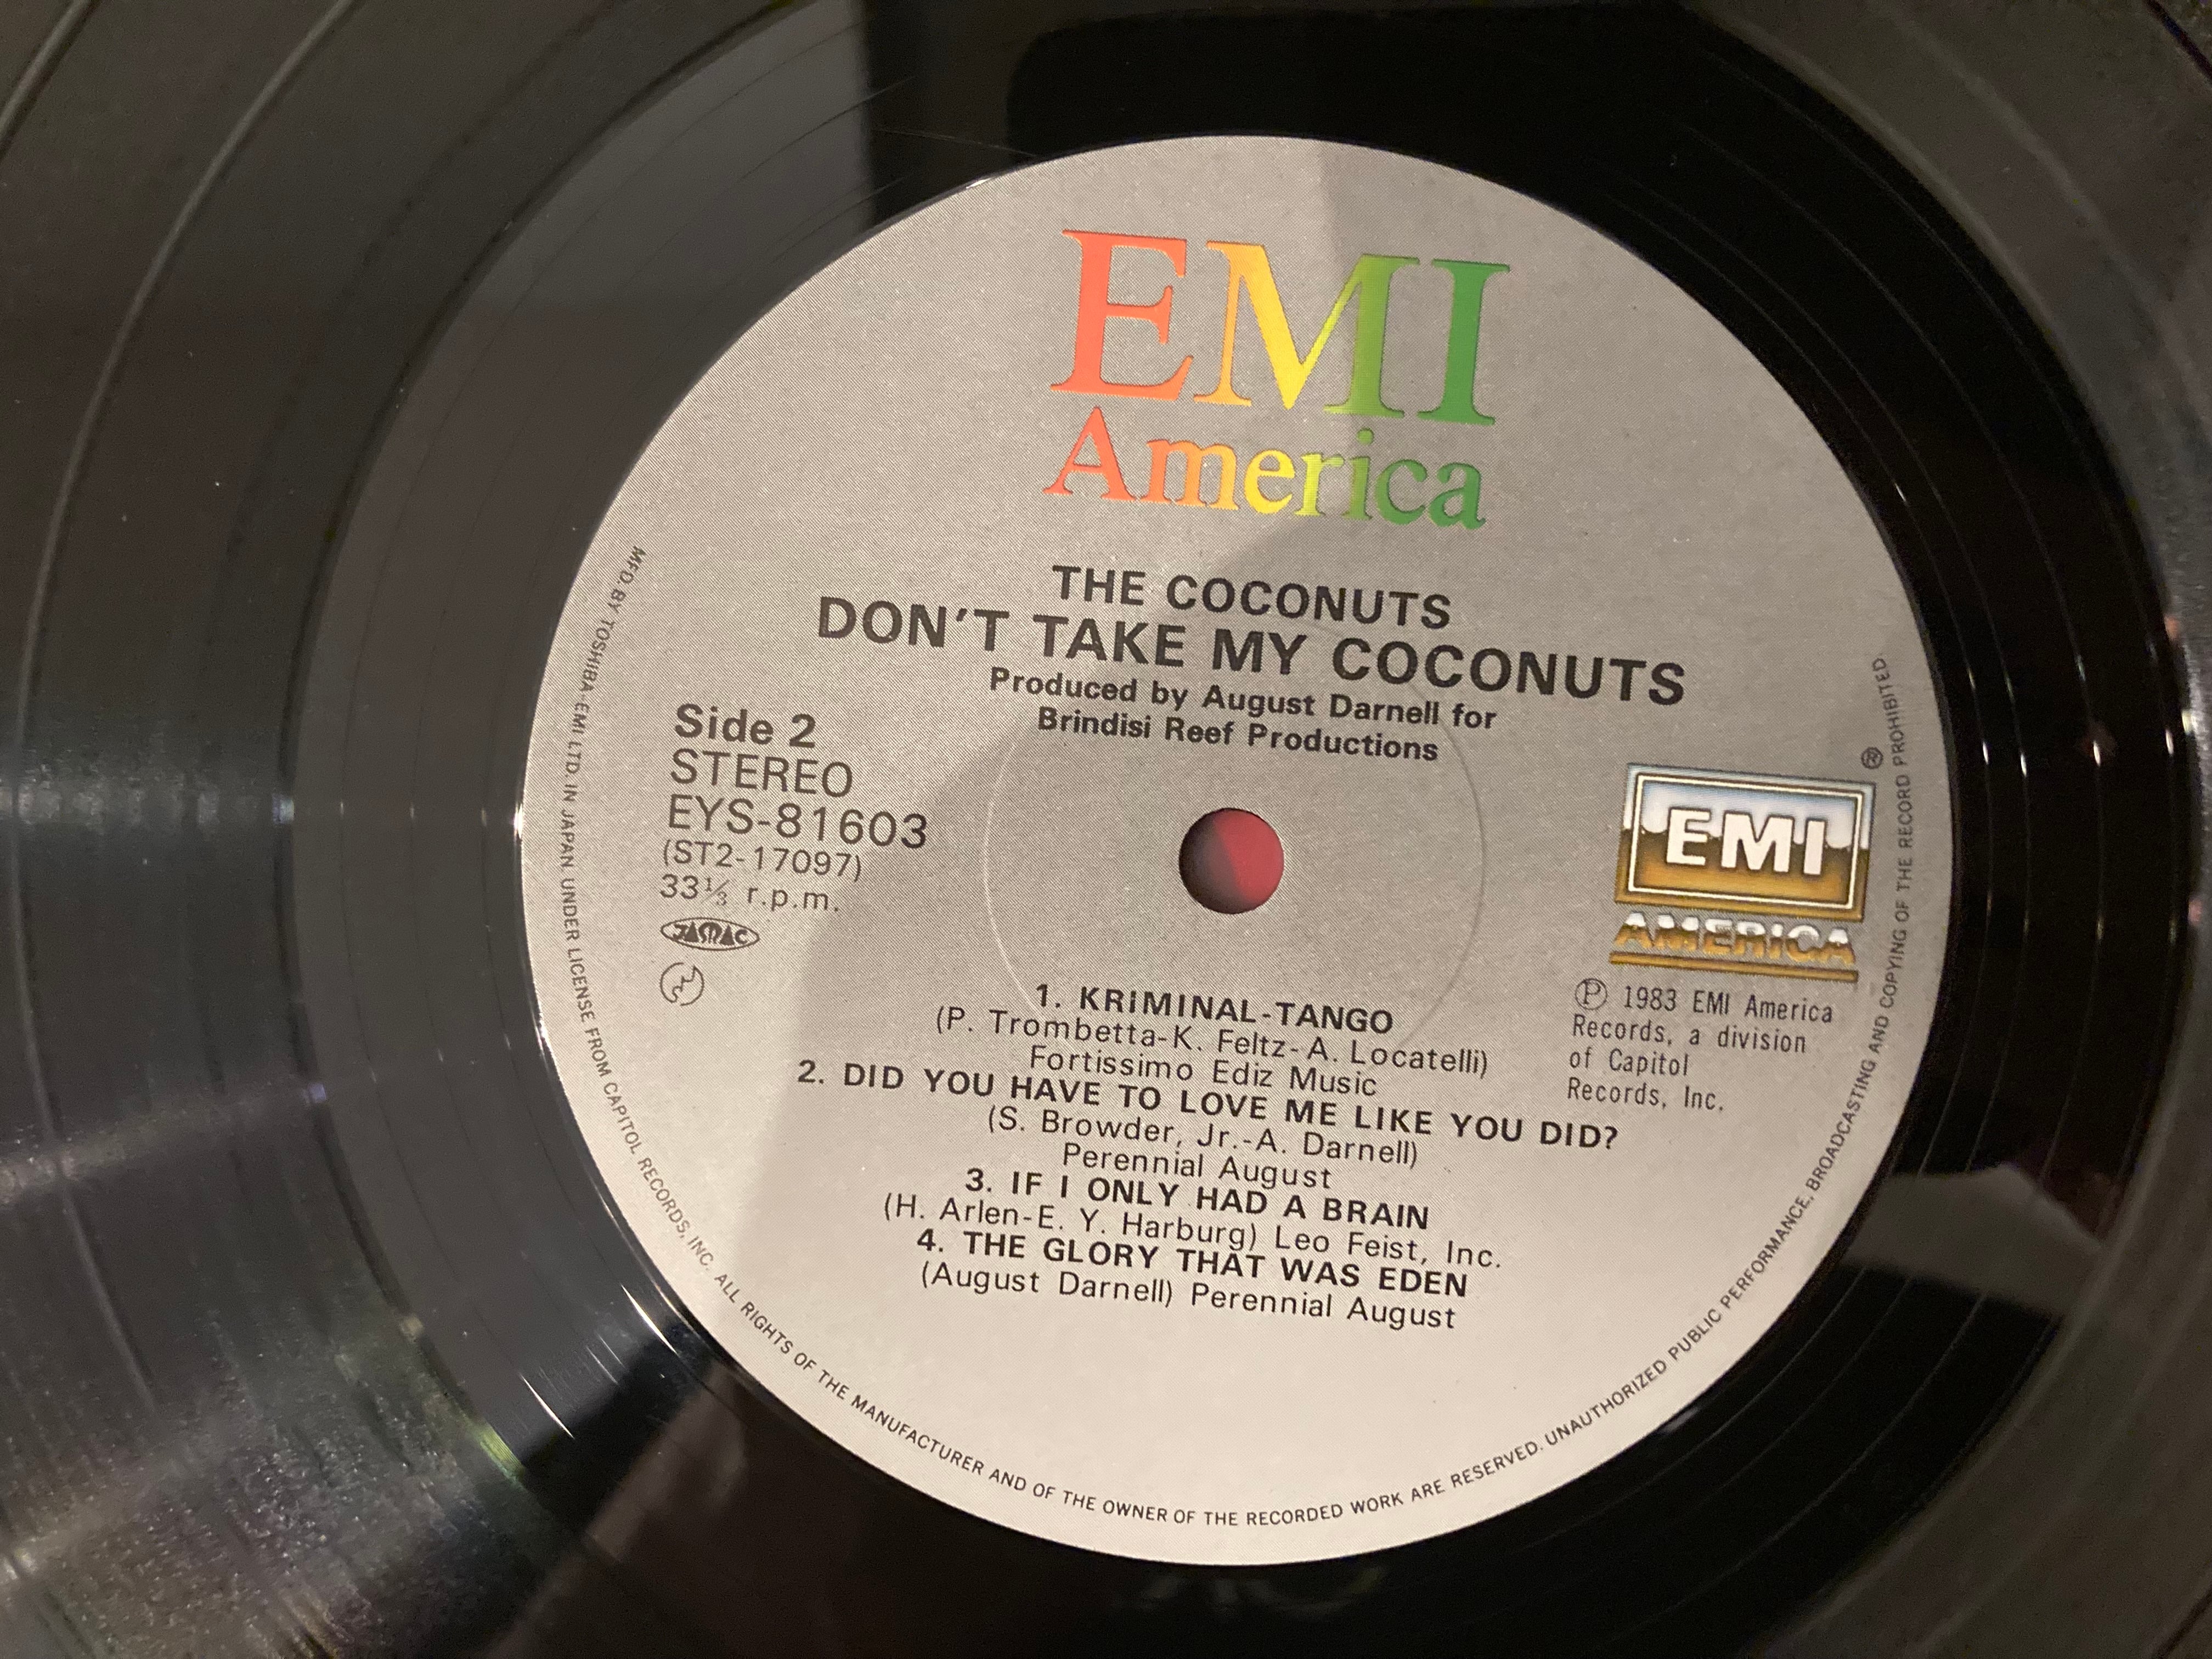 EMI
America
THE COCONUTS
DON'T TAKE MY COCONUTS
Produced by August Darnell for
Brindisi Reef Productions
Side 2
STEREO
EYS-81603
(ST2-17097)
33⅓ r.p.m.
JASRAC
®
EMI
AMERICA
Ⓟ 1983 EMI America
Records, a division
of Capitol
Records, Inc.
1. KRIMINAL-TANGO
(P. Trombetta-K. Feltz-A. Locatelli)
Fortissimo Ediz Music
2. DID YOU HAVE TO LOVE ME LIKE YOU DID?
(S. Browder, Jr.-A. Darnell)
Perennial August
3. IF I ONLY HAD A BRAIN
(H. Arlen-E. Y. Harburg) Leo Feist, Inc.
4. THE GLORY THAT WAS EDEN
(August Darnell) Perennial August
MFD. BY TOSHIBA-EMI LTD. IN JAPAN UNDER LICENSE FROM CAPITOL RECORDS, INC. ALL RIGHTS OF THE MANUFACTURER AND OF THE OWNER OF THE RECORDED WORK ARE RESERVED. UNAUTHORIZED PUBLIC PERFORMANCE, BROADCASTING AND COPYING OF THE RECORD PROHIBITED.